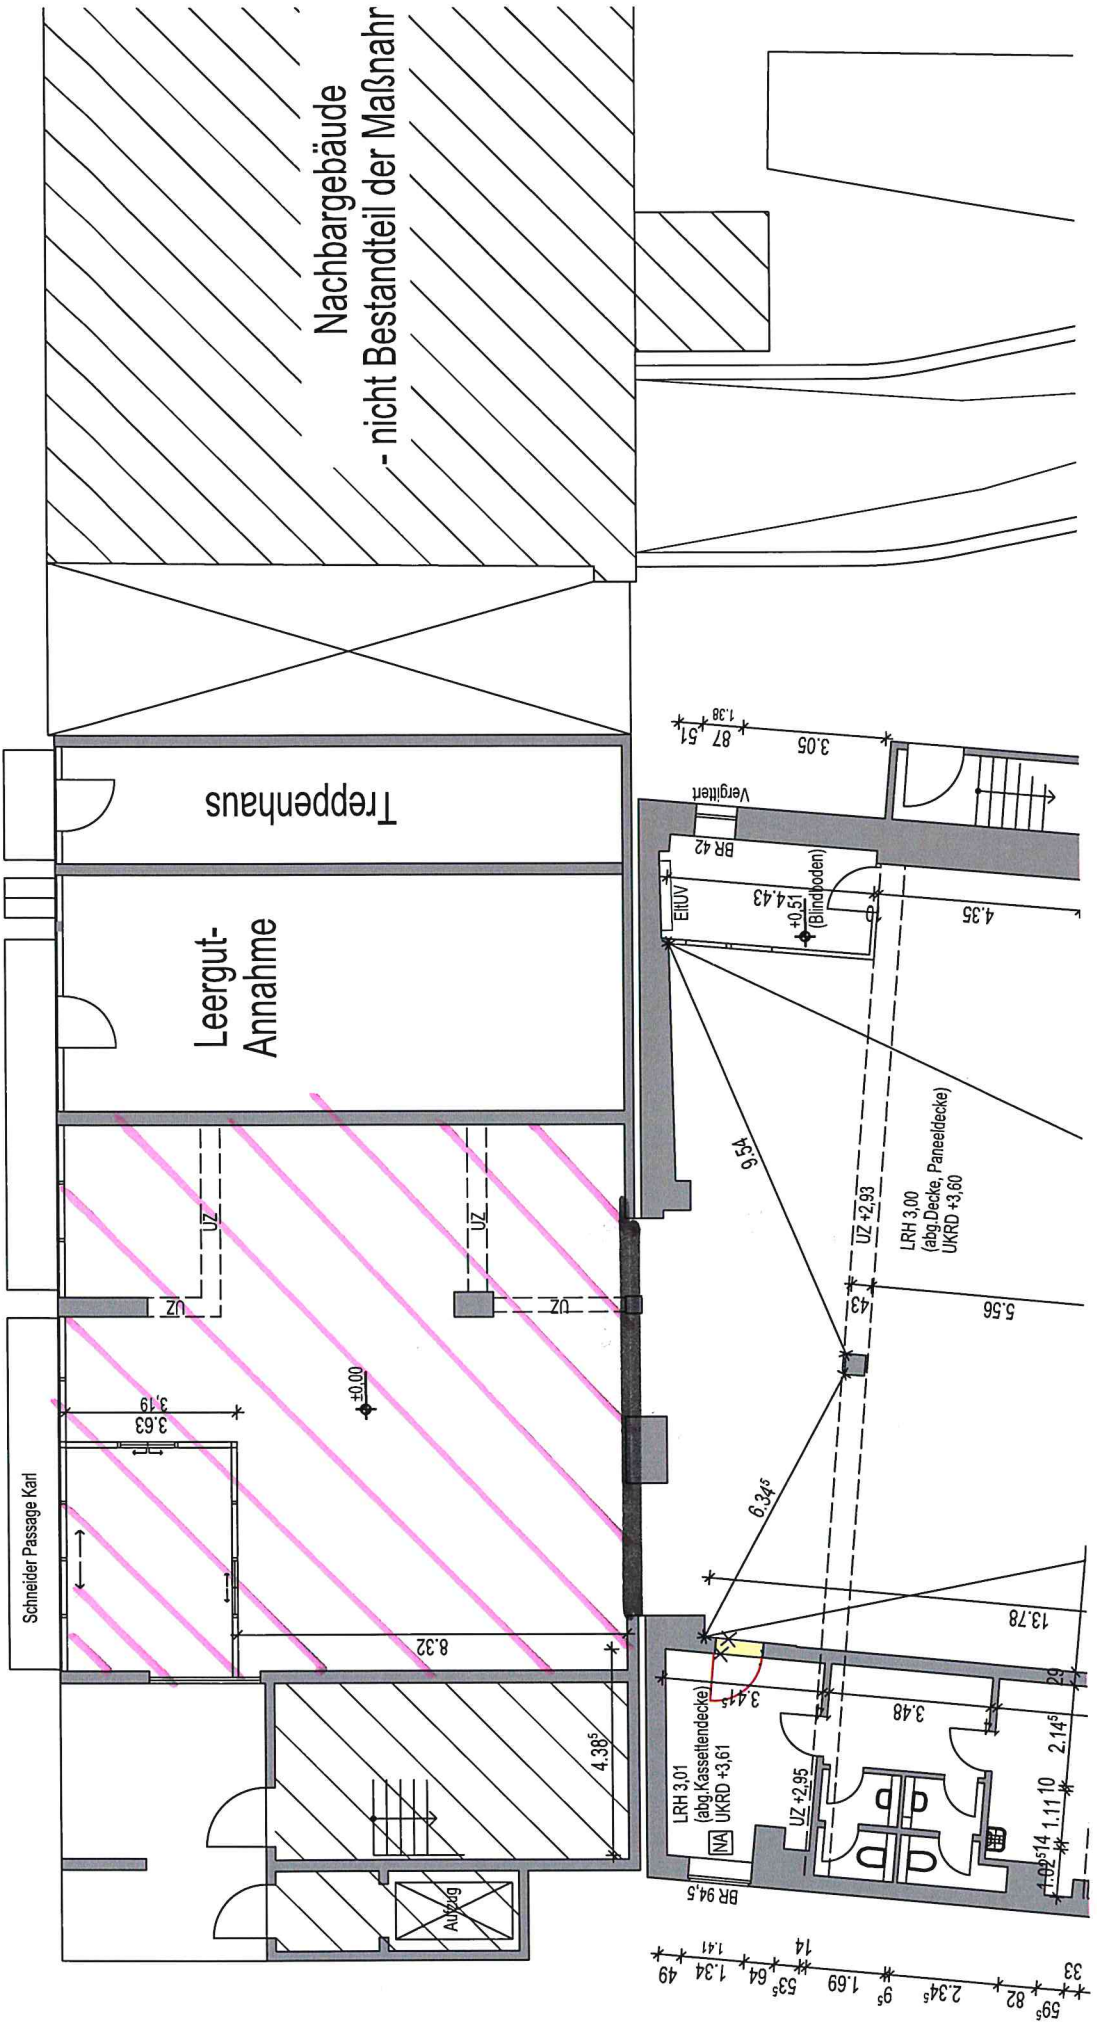 Nachbargebäude
- nicht Bestandteil der Maßnahr
Treppenhaus
Leergut-
Annahme
Schneider Passage Karl
UZ
UZ
UZ
UZ
±0,00
3,19
3.63
8.32
4.38⁵
Aufzug
51
87
1.38
3.05
Vergittert
BR 42
EltUV
4.43
+0,51
(Blindboden)
4.35
9.54
UZ +2,93
LRH 3,00
(abg.Decke, Paneeldecke)
UKRD +3,60
43
5.56
6.34⁵
13.78
3.41⁵
LRH 3,01
(abg.Kassettendecke)
UKRD +3,61
NA
UZ +2,95
BR 94,5
3.48
29
2.14⁵
10
1.11
14
1.02⁵
49
1.34
1.41
64
53⁵
14
1.69
9⁵
2.34⁵
82
59⁵
33